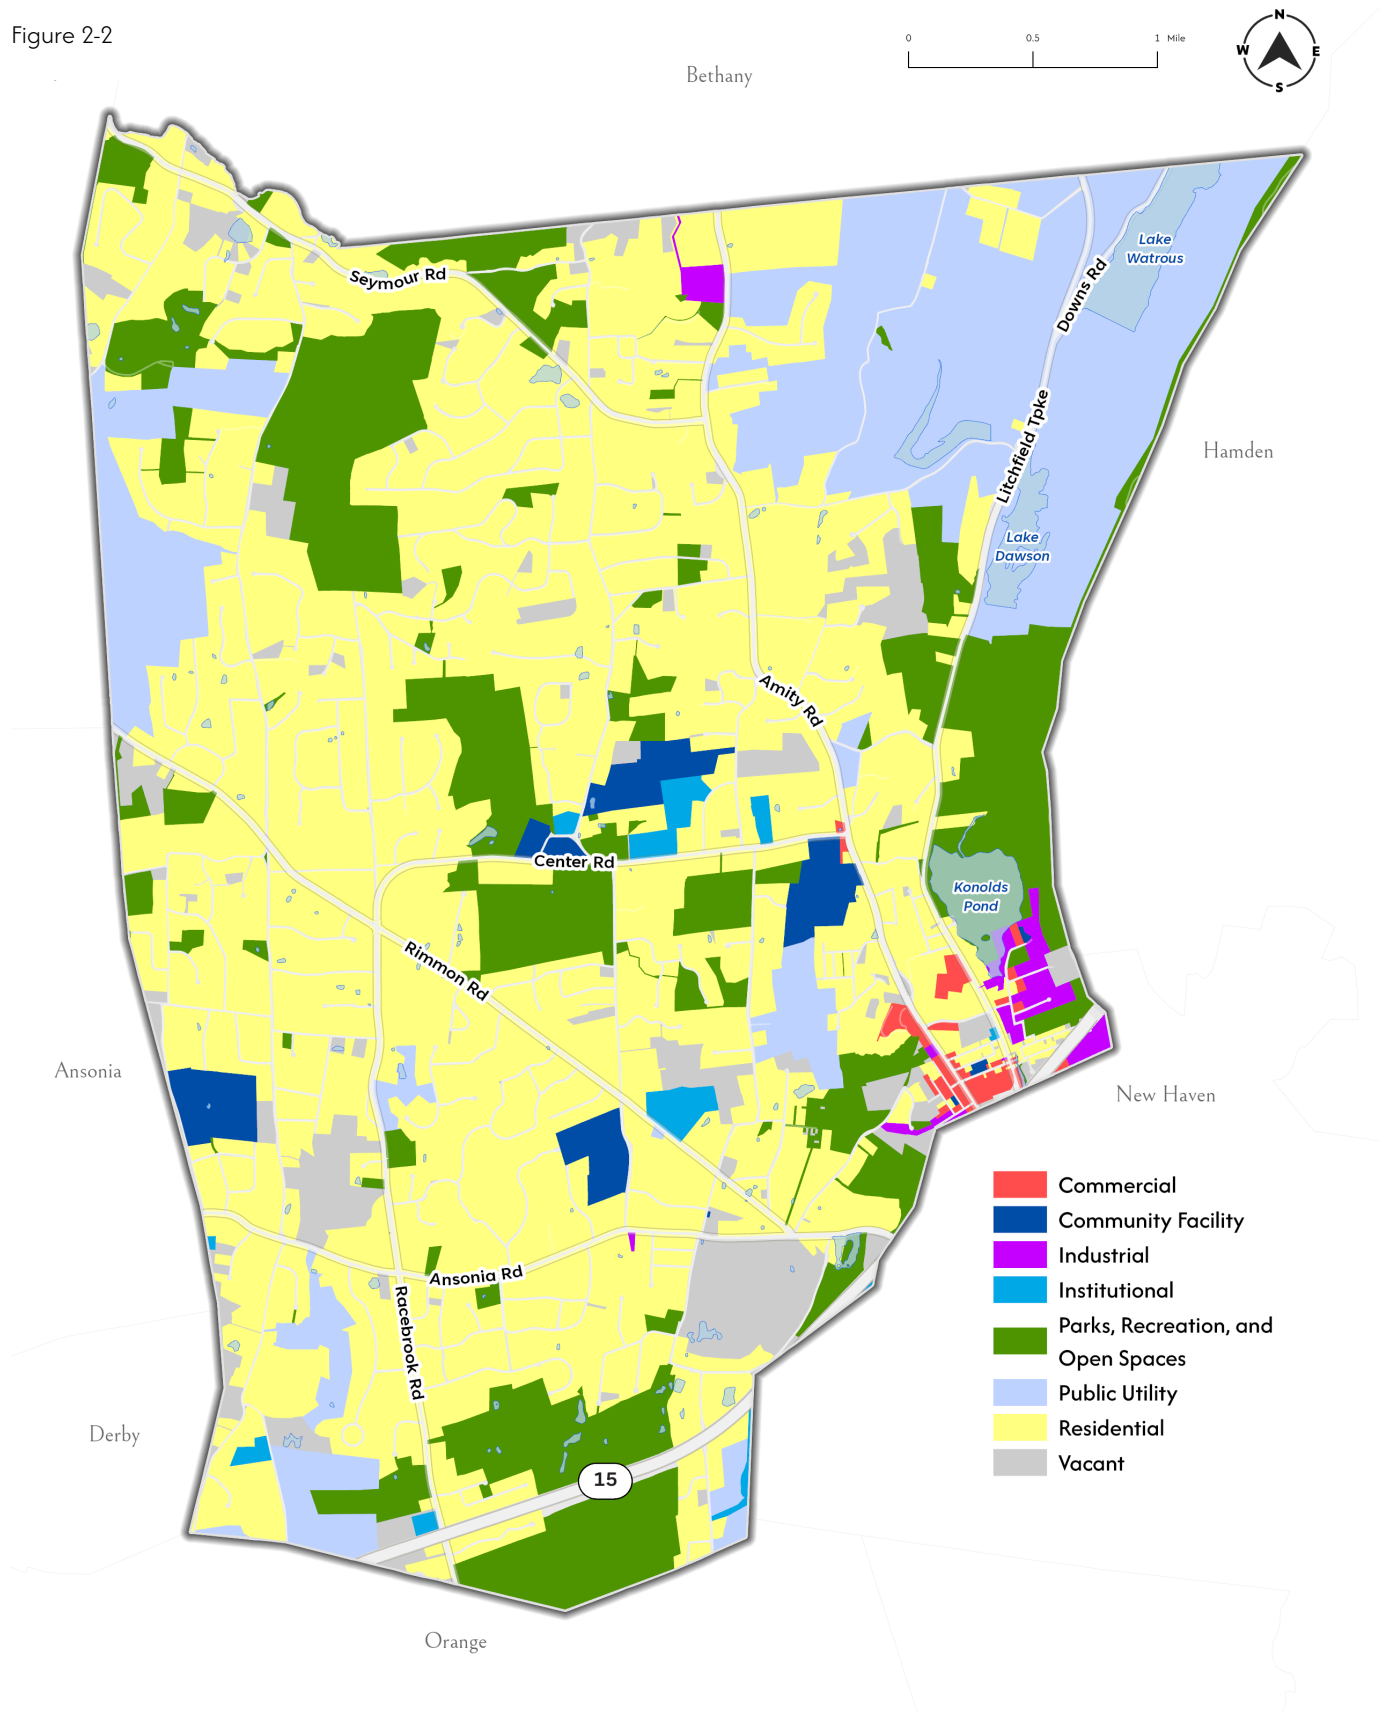 Figure 2-2
0 0.5 1 Mile
N
W E
S
Bethany
Lake
Watrous
Seymour Rd
Downs Rd
Litchfield Tpke
Hamden
Lake
Dawson
Amity Rd
Center Rd
Konolds
Pond
Rimmon Rd
Ansonia
New Haven
Commercial
Community Facility
Industrial
Institutional
Parks, Recreation, and
Open Spaces
Public Utility
Residential
Vacant
Ansonia Rd
Racebrook Rd
Derby
15
Orange